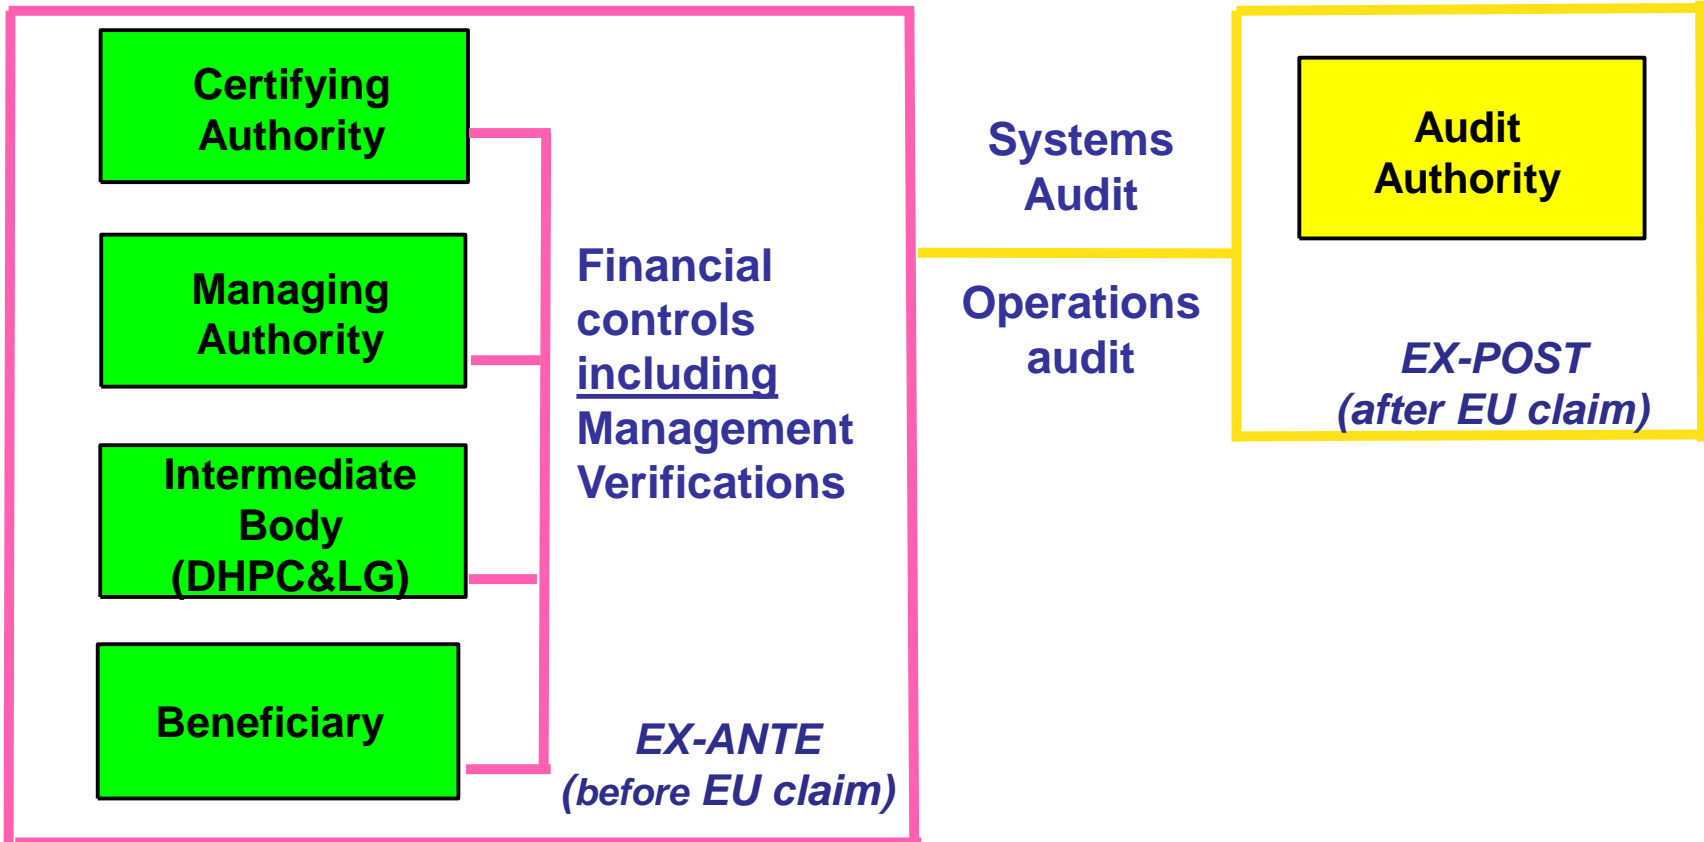 Certifying
Authority
Managing
Authority
Intermediate
Body
(DHPC&LG)
Beneficiary
Financial
controls
including
Management
Verifications
EX-ANTE
(before EU claim)
Systems
Audit
Operations
audit
Audit
Authority
EX-POST
(after EU claim)